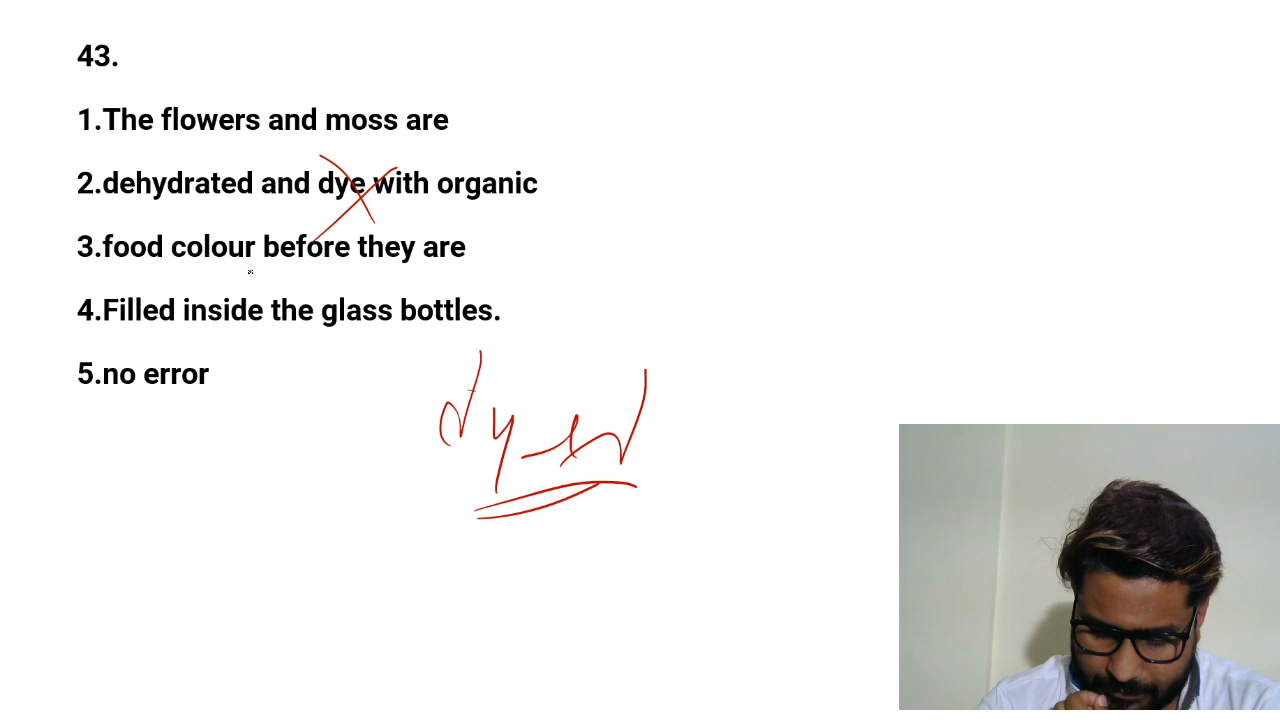 43.
1.The flowers and moss are
2.dehydrated and dye with organic
3.food colour before they are
4.Filled inside the glass bottles.
5.no error
dyed